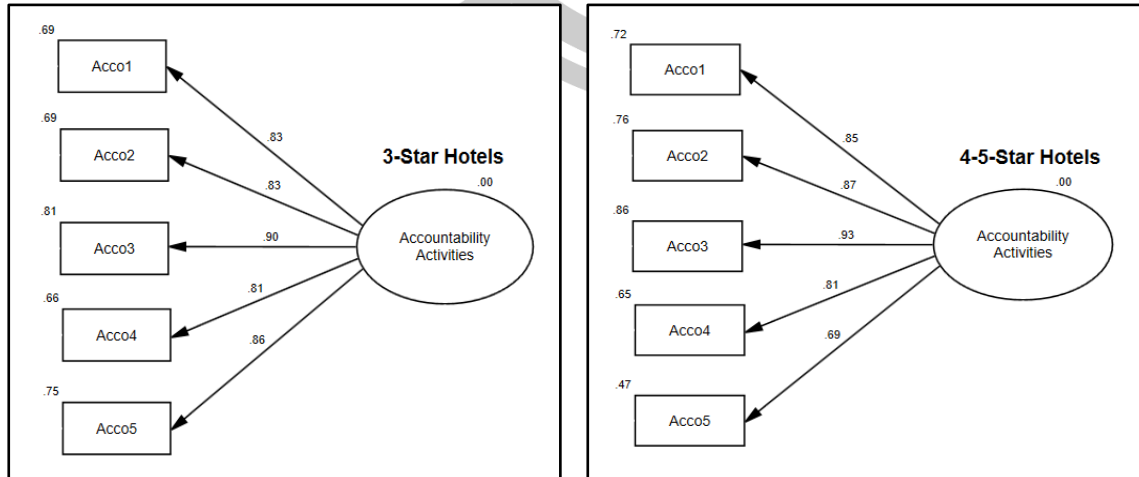 .69
Acco1
.83
.69
Acco2
3-Star Hotels
.83
.00
.81
Acco3
.90
Accountability
Activities
.66
.81
Acco4
.86
.75
Acco5
.72
Acco1
.85
.76
Acco2
4-5-Star Hotels
.87
.00
.86
Acco3
.93
Accountability
Activities
.65
.81
Acco4
.69
.47
Acco5